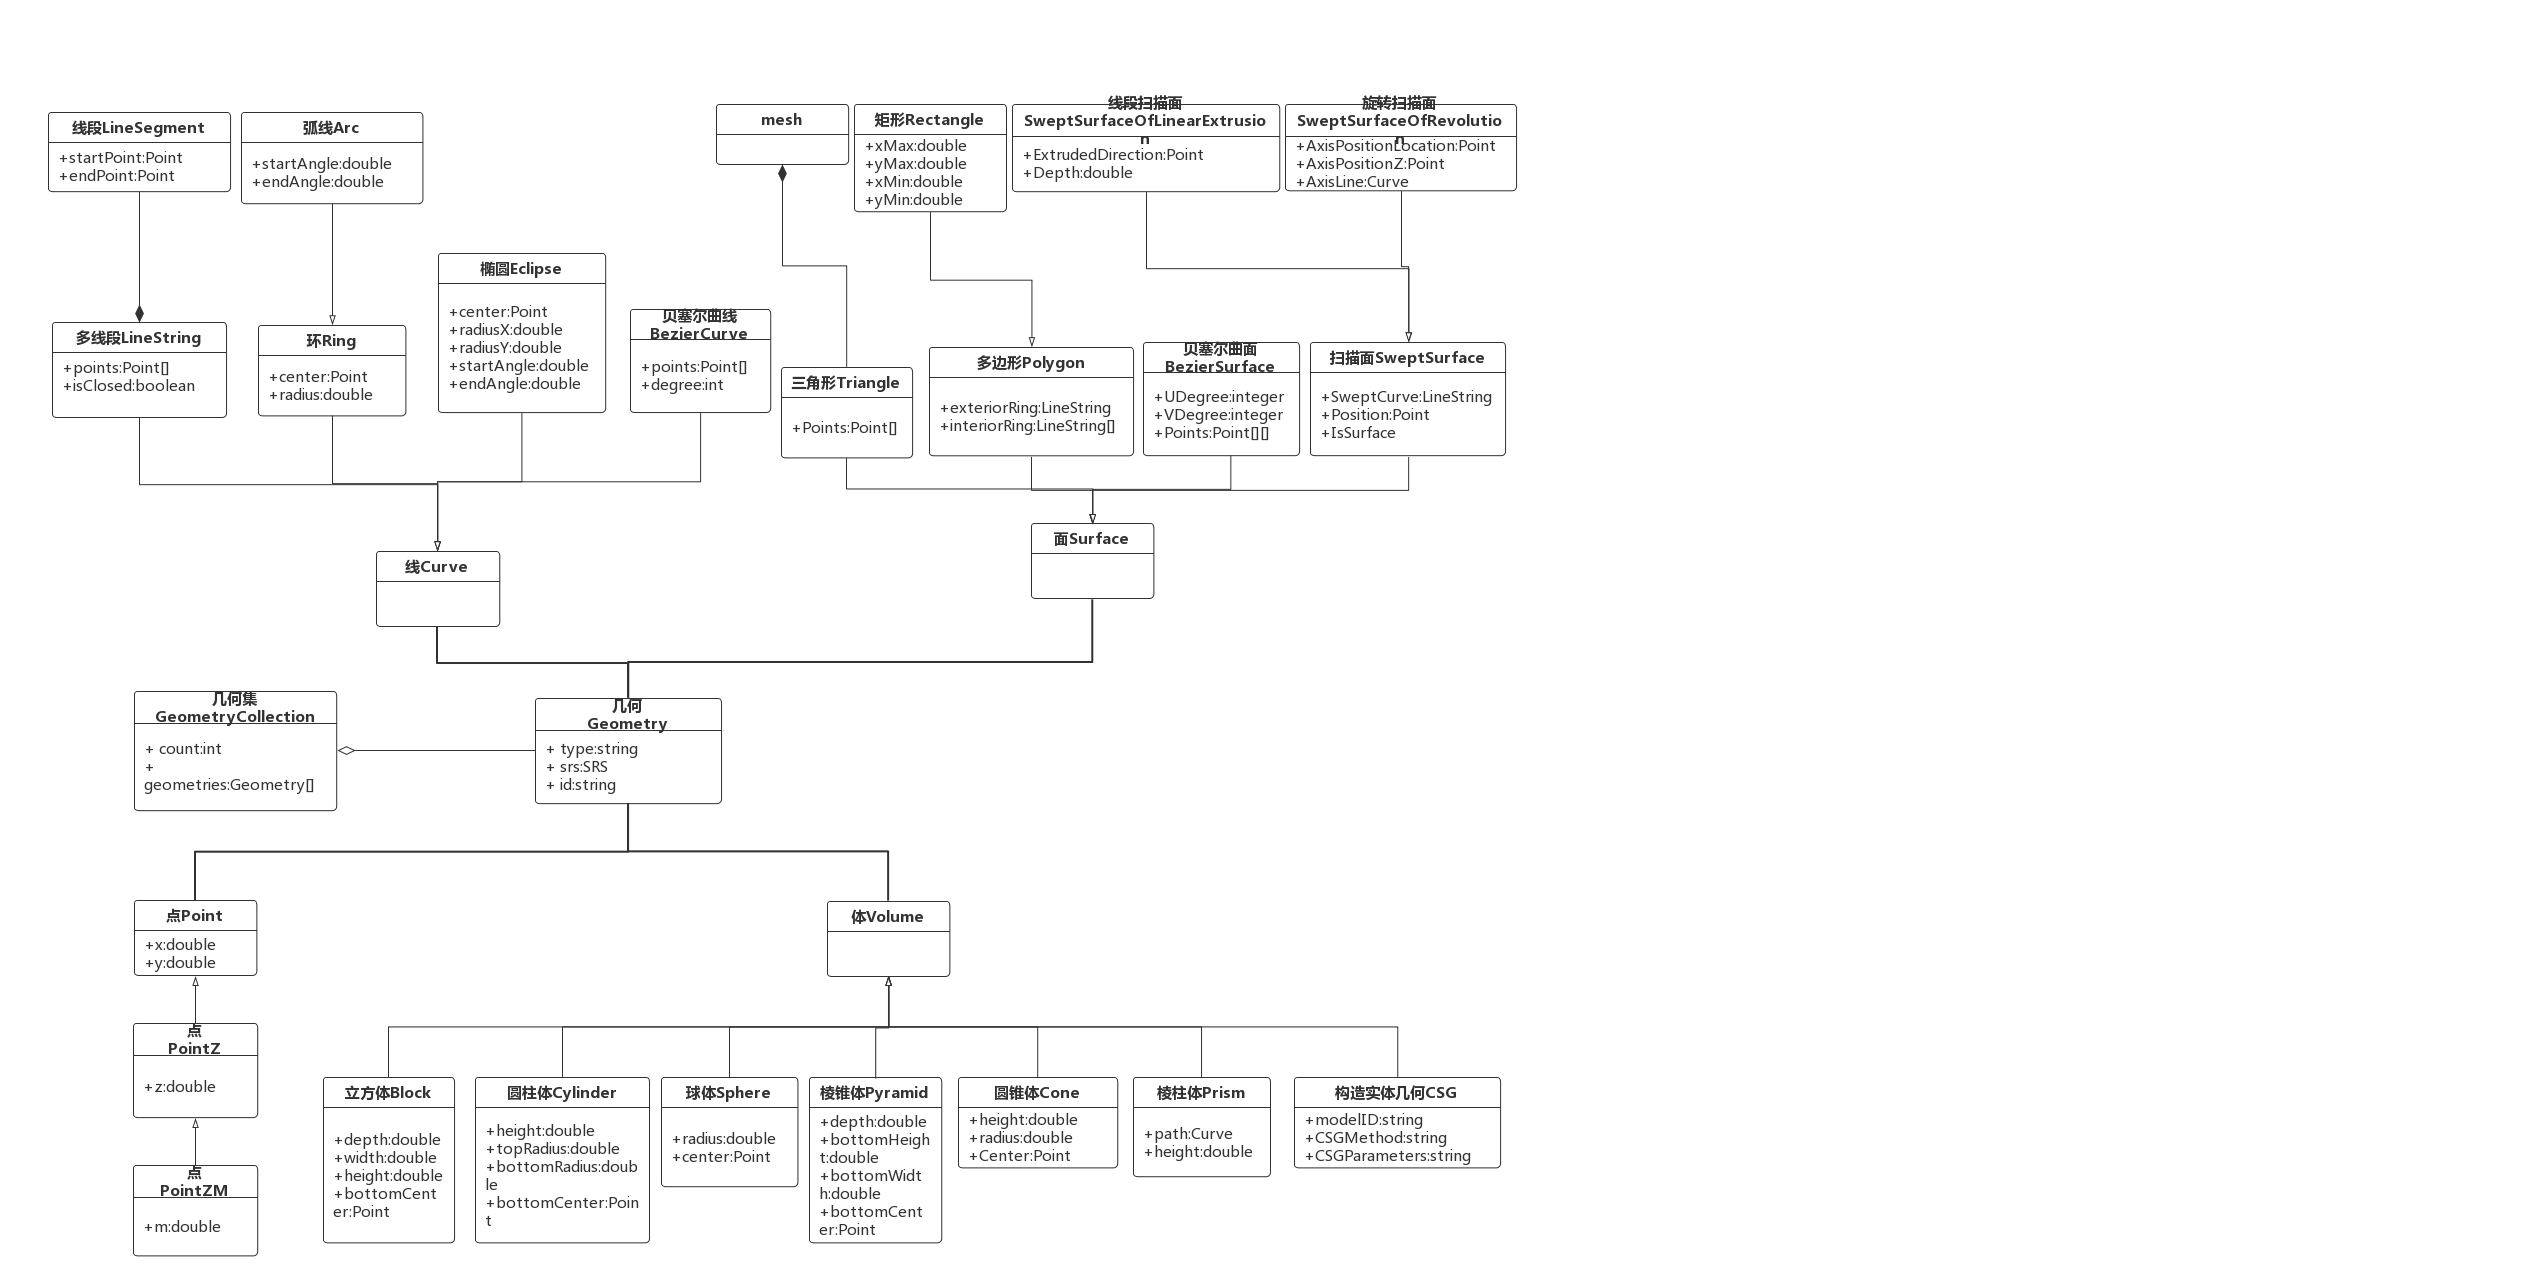 线段LineSegment
+startPoint:Point
+endPoint:Point
弧线Arc
+startAngle:double
+endAngle:double
mesh
矩形Rectangle
+xMax:double
+yMax:double
+xMin:double
+yMin:double
线段扫描面
SweptSurfaceOfLinearExtrusio
n
+ExtrudedDirection:Point
+Depth:double
旋转扫描面
SweptSurfaceOfRevolutio
n
+AxisPositionLocation:Point
+AxisPositionZ:Point
+AxisLine:Curve
多线段LineString
+points:Point[]
+isClosed:boolean
环Ring
+center:Point
+radius:double
椭圆Eclipse
+center:Point
+radiusX:double
+radiusY:double
+startAngle:double
+endAngle:double
贝塞尔曲线
BezierCurve
+points:Point[]
+degree:int
三角形Triangle
+Points:Point[]
多边形Polygon
+exteriorRing:LineString
+interiorRing:LineString[]
贝塞尔曲面
BezierSurface
+UDegree:integer
+VDegree:integer
+Points:Point[][]
扫描面SweptSurface
+SweptCurve:LineString
+Position:Point
+IsSurface
线Curve
面Surface
几何集
GeometryCollection
+ count:int
+
geometries:Geometry[]
几何
Geometry
+ type:string
+ srs:SRS
+ id:string
点Point
+x:double
+y:double
体Volume
点
PointZ
+z:double
点
PointZM
+m:double
立方体Block
+depth:double
+width:double
+height:double
+bottomCent
er:Point
圆柱体Cylinder
+height:double
+topRadius:double
+bottomRadius:doub
le
+bottomCenter:Poin
t
球体Sphere
+radius:double
+center:Point
棱锥体Pyramid
+depth:double
+bottomHeigh
t:double
+bottomWidt
h:double
+bottomCent
er:Point
圆锥体Cone
+height:double
+radius:double
+Center:Point
棱柱体Prism
+path:Curve
+height:double
构造实体几何CSG
+modelID:string
+CSGMethod:string
+CSGParameters:string